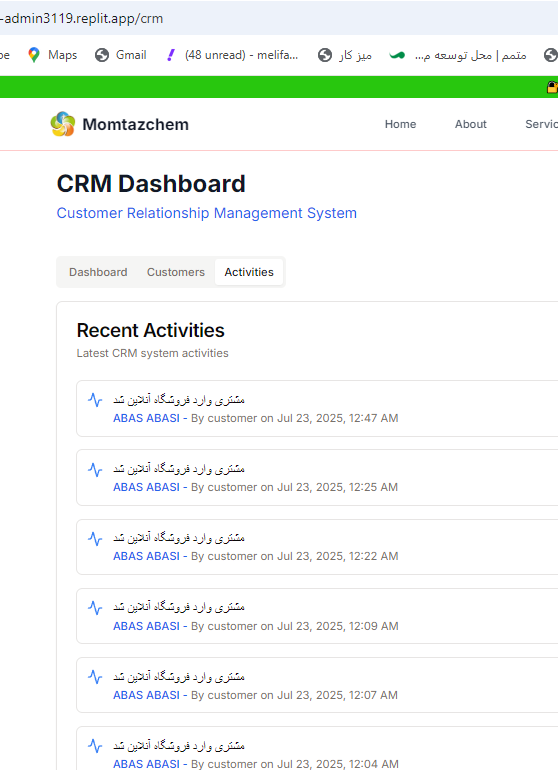 -admin3119.replit.app/crm
Maps
Gmail
(48 unread) - melifa...
میز کار
متمم | محل توسعه م...
Momtazchem
Home
About
CRM Dashboard
Customer Relationship Management System
Dashboard
Customers
Activities
Recent Activities
Latest CRM system activities
مشتری وارد فروشگاه آنلاین شد
ABAS ABASI - By customer on Jul 23, 2025, 12:47 AM
مشتری وارد فروشگاه آنلاین شد
ABAS ABASI - By customer on Jul 23, 2025, 12:25 AM
مشتری وارد فروشگاه آنلاین شد
ABAS ABASI - By customer on Jul 23, 2025, 12:22 AM
مشتری وارد فروشگاه آنلاین شد
ABAS ABASI - By customer on Jul 23, 2025, 12:09 AM
مشتری وارد فروشگاه آنلاین شد
ABAS ABASI - By customer on Jul 23, 2025, 12:07 AM
مشتری وارد فروشگاه آنلاین شد
ABAS ABASI - By customer on Jul 23, 2025, 12:04 AM